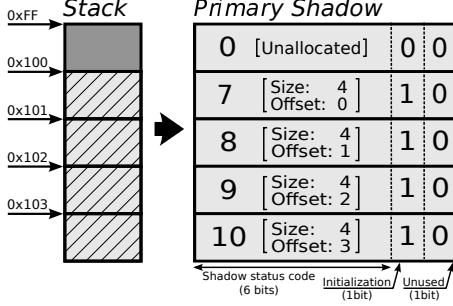 Stack Primary Shadow
0xFF
0 [Unallocated] 0 0
0x100
7 [Size: 4 Offset: 0] 1 0
0x101
8 [Size: 4 Offset: 1] 1 0
0x102
9 [Size: 4 Offset: 2] 1 0
0x103
10 [Size: 4 Offset: 3] 1 0
Shadow status code
(6 bits)
Initialization
(1bit)
Unused
(1bit)